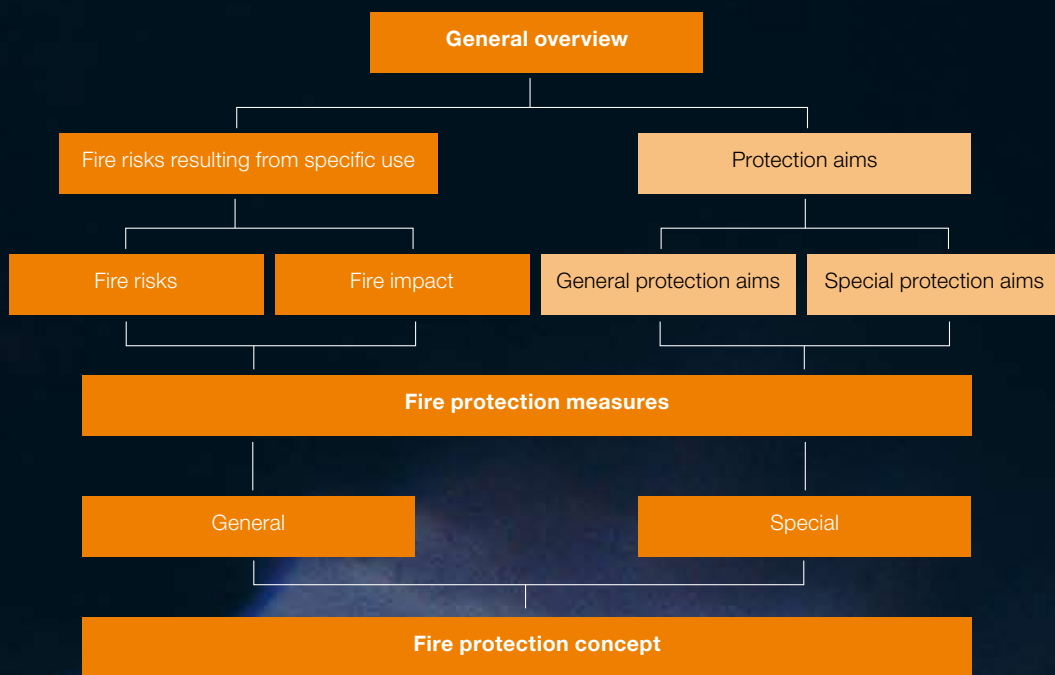 General overview
Fire risks resulting from specific use
Protection aims
Fire risks
Fire impact
General protection aims
Special protection aims
Fire protection measures
General
Special
Fire protection concept